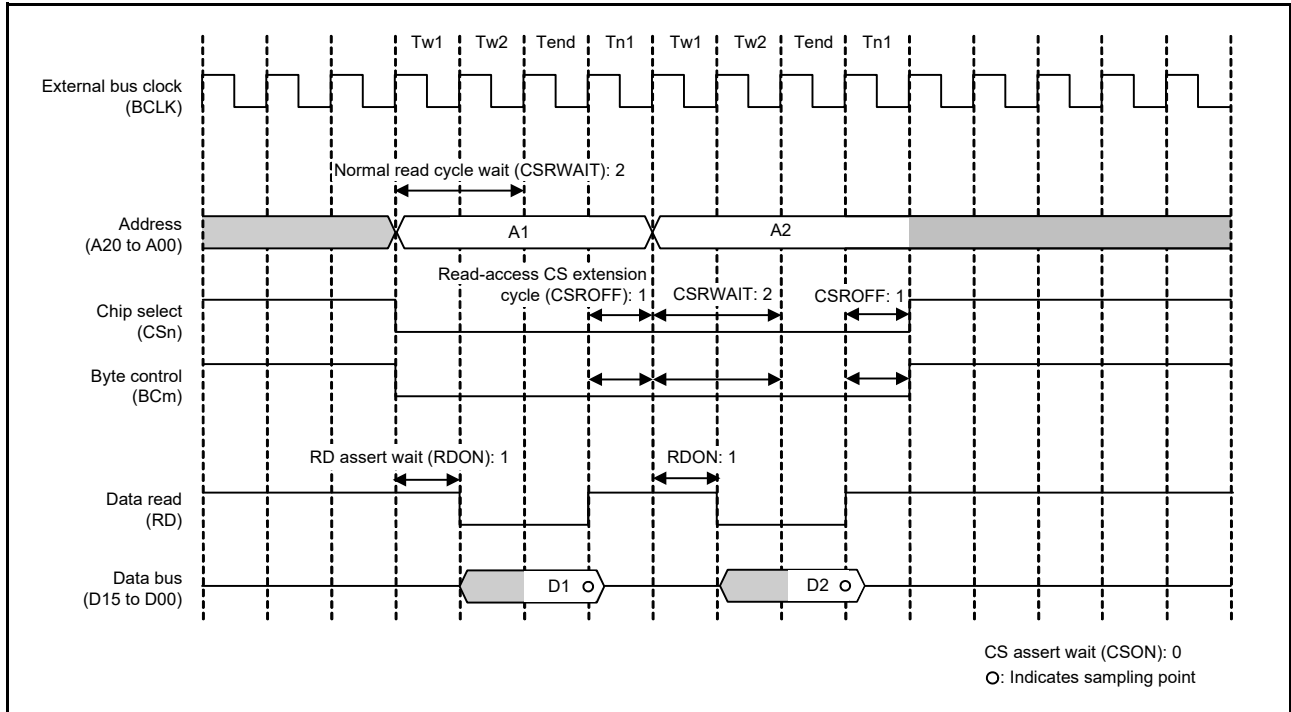 Tw1 Tw2 Tend Tn1 Tw1 Tw2 Tend Tn1
External bus clock
(BCLK)
Normal read cycle wait (CSRWAIT): 2
Address
(A20 to A00)
A1 A2
Read-access CS extension
cycle (CSROFF): 1 CSRWAIT: 2 CSROFF: 1
Chip select
(CSn)
Byte control
(BCm)
RD assert wait (RDON): 1 RDON: 1
Data read
(RD)
Data bus
(D15 to D00)
D1 D2
CS assert wait (CSON): 0
O: Indicates sampling point